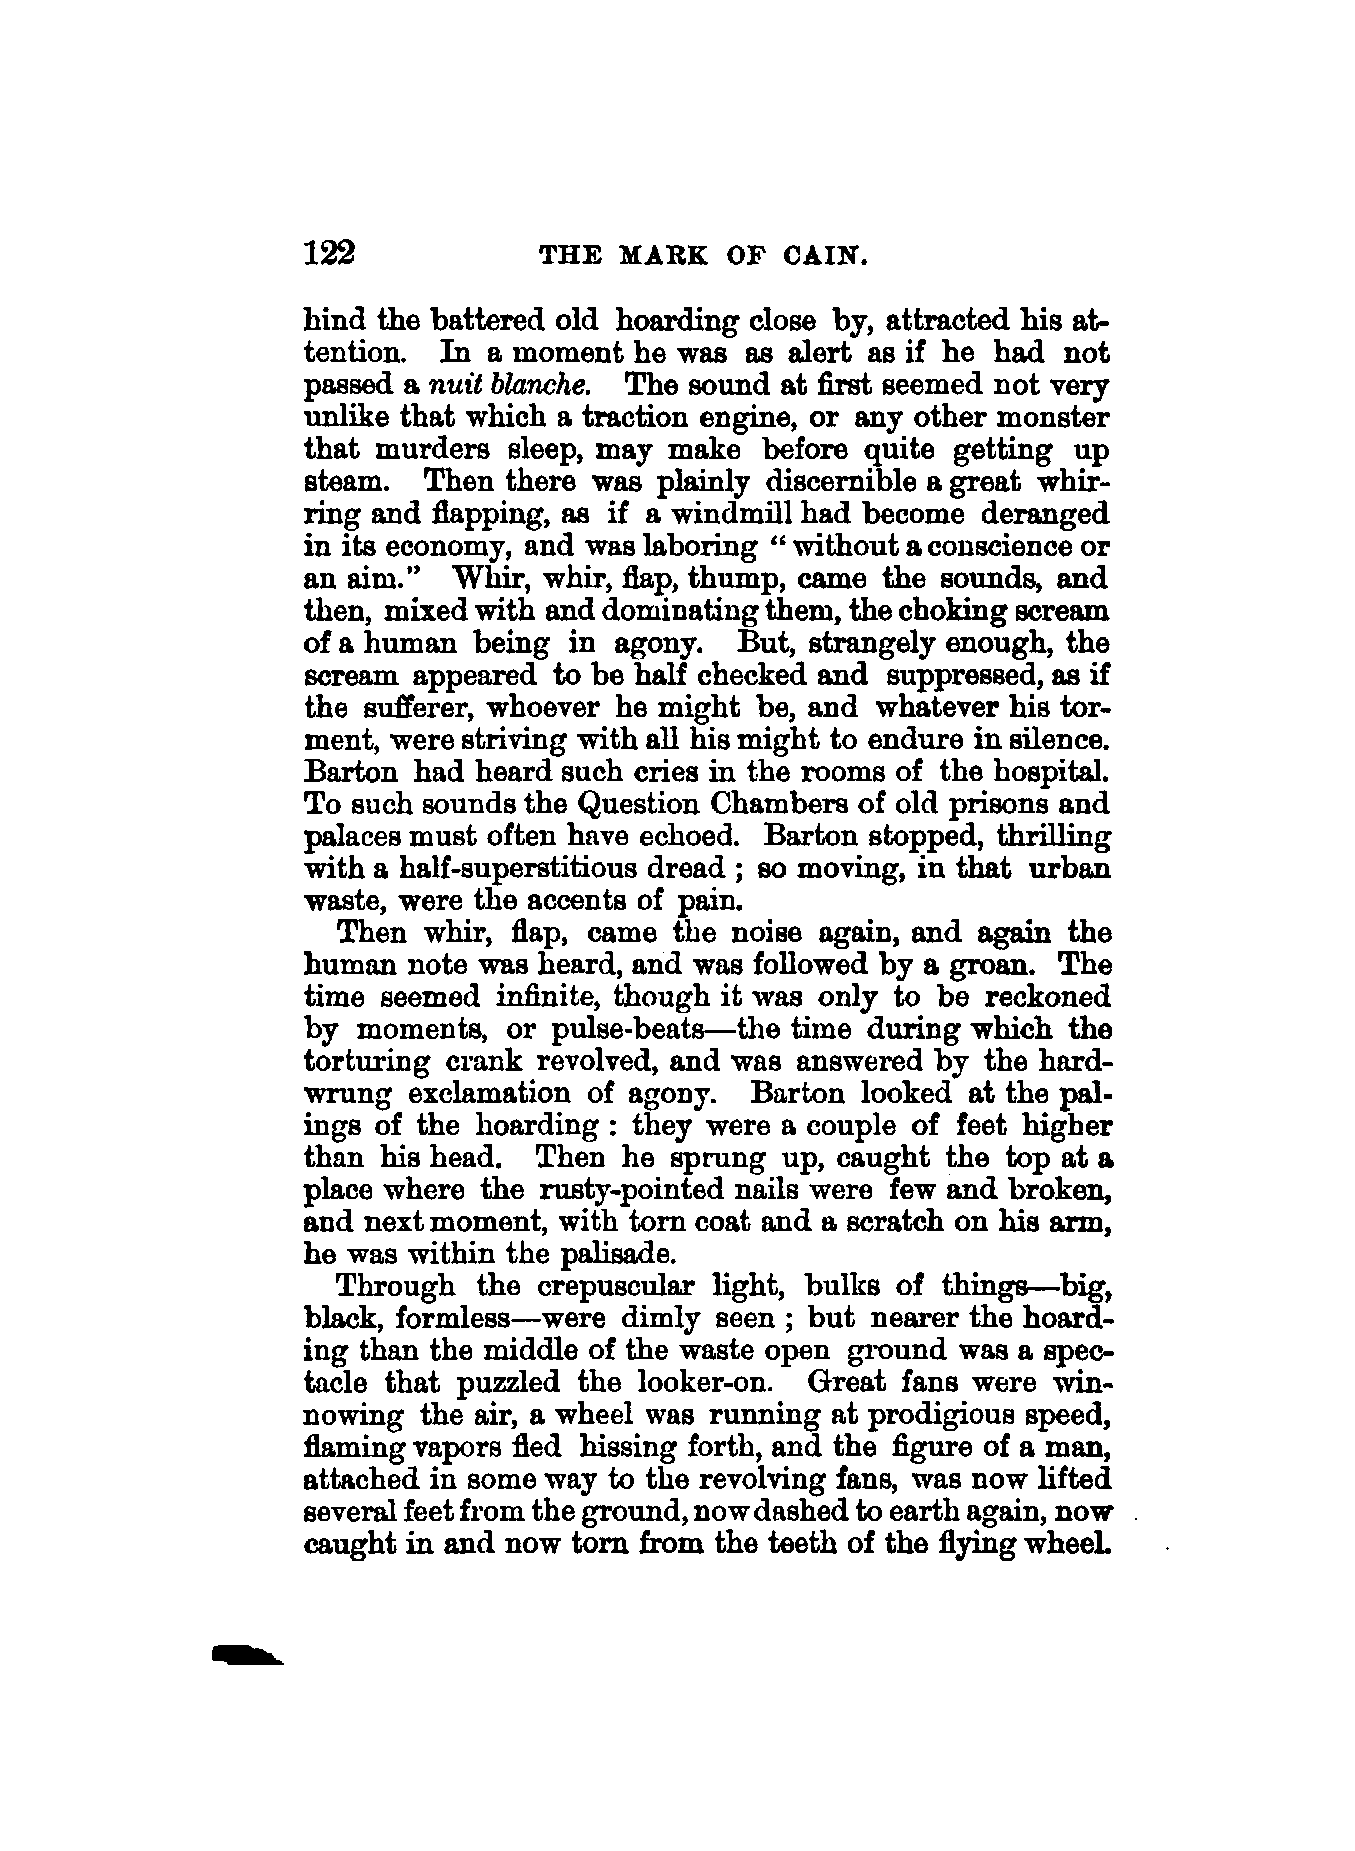 122 THE MARK OF CAIN.
hind the battered old hoarding close by, attracted his at-
tention. In a moment he was as alert as if he had not
passed a nuit blanche. The sound at first seemed not very
unlike that which a traction engine, or any other monster
that murders sleep, may make before quite getting up
steam. Then there was plainly discernible a great whir-
ring and flapping, as if a windmill had become deranged
in its economy, and was laboring “ without a conscience or
an aim.” Whir, whir, flap, thump, came the sounds, and
then, mixed with and dominating them, the choking scream
of a human being in agony. But, strangely enough, the
scream appeared to be half checked and suppressed, as if
the sufferer, whoever he might be, and whatever his tor-
ment, were striving with all his might to endure in silence.
Barton had heard such cries in the rooms of the hospital.
To such sounds the Question Chambers of old prisons and
palaces must often have echoed. Barton stopped, thrilling
with a half-superstitious dread ; so moving, in that urban
waste, were the accents of pain.
Then whir, flap, came the noise again, and again the
human note was heard, and was followed by a groan. The
time seemed infinite, though it was only to be reckoned
by moments, or pulse-beats—the time during which the
torturing crank revolved, and was answered by the hard-
wrung exclamation of agony. Barton looked at the pal-
ings of the hoarding : they were a couple of feet higher
than his head. Then he sprung up, caught the top at a
place where the rusty-pointed nails were few and broken,
and next moment, with torn coat and a scratch on his arm,
he was within the palisade.
Through the crepuscular light, bulks of things—big,
black, formless—were dimly seen ; but nearer the hoard-
ing than the middle of the waste open ground was a spec-
tacle that puzzled the looker-on. Great fans were win-
nowing the air, a wheel was running at prodigious speed,
flaming vapors fled hissing forth, and the figure of a man,
attached in some way to the revolving fans, was now lifted
several feet from the ground, now dashed to earth again, now
caught in and now torn from the teeth of the flying wheel.